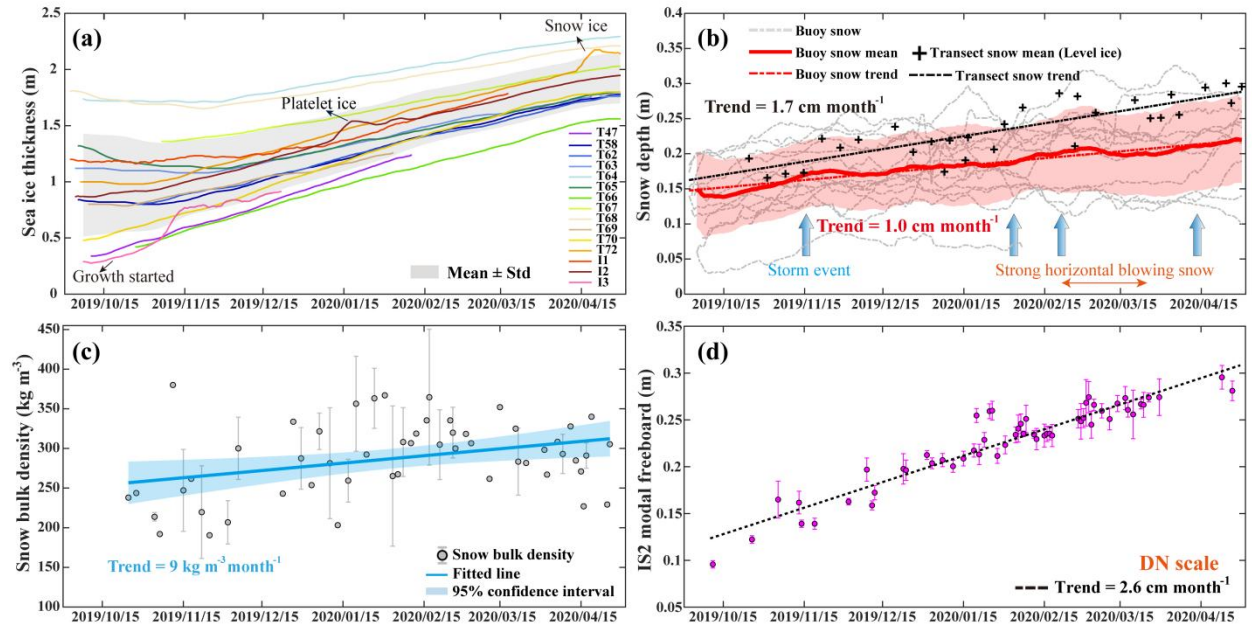 (a)
Snow ice
Platelet ice
Growth started
Mean ± Std
T47
T58
T62
T63
T64
T65
T66
T67
T68
T69
T70
T72
I1
I2
I3
Sea ice thickness (m)
2.5
2
1.5
1
0.5
0
2019/10/15 2019/11/15 2019/12/15 2020/01/15 2020/02/15 2020/03/15 2020/04/15
(b)
Buoy snow
Buoy snow mean
Transect snow mean (Level ice)
Buoy snow trend
Transect snow trend
Trend = 1.7 cm month⁻¹
Trend = 1.0 cm month⁻¹
Storm event
Strong horizontal blowing snow
Snow depth (m)
0.4
0.35
0.3
0.25
0.2
0.15
0.1
0.05
0
2019/10/15 2019/11/15 2019/12/15 2020/01/15 2020/02/15 2020/03/15 2020/04/15
(c)
Trend = 9 kg m⁻³month⁻¹
Snow bulk density
Fitted line
95% confidence interval
Snow bulk density (kg m⁻³)
450
400
350
300
250
200
150
100
2019/10/15 2019/11/15 2019/12/15 2020/01/15 2020/02/15 2020/03/15 2020/04/15
(d)
DN scale
Trend = 2.6 cm month⁻¹
IS2 modal freeboard (m)
0.35
0.3
0.25
0.2
0.15
0.1
0.05
2019/10/15 2019/11/15 2019/12/15 2020/01/15 2020/02/15 2020/03/15 2020/04/15